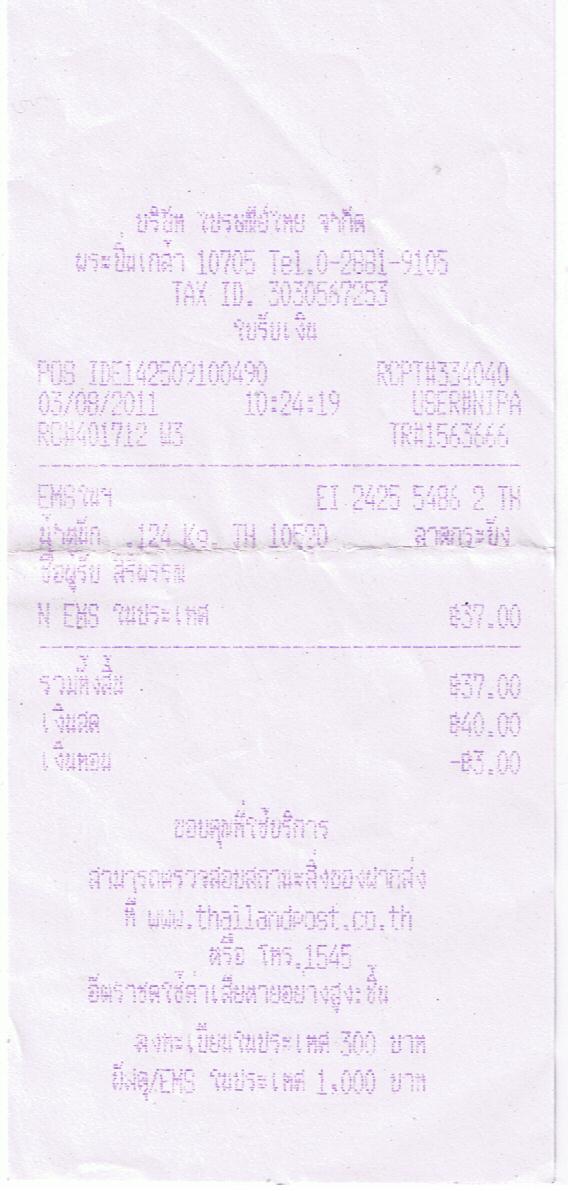 บริษัท ไปรษณีย์ไทย จำกัด
พระปิ่นเกล้า 10705 Tel.0-2881-9105
TAX ID. 3030567253
ใบรับเงิน
POS IDE142509100490 RCPT#334040
03/08/2011 10:24:19 USER#NIPA
RC#401712 W3 TR#1563666
EMSในฯ EI 2425 5486 2 TH
น้ำหนัก .124 Kg. TH 10520 ลาดกระบัง
ชื่อผู้รับ สิริพรรณ
N EMS ในประเทศ ฿37.00
รวมทั้งสิ้น ฿37.00
เงินสด ฿40.00
เงินทอน -฿3.00
ขอบคุณที่ใช้บริการ
สามารถตรวจสอบสถานะสิ่งของฝากส่ง
ที่ www.thailandpost.co.th
หรือ โทร.1545
อัตราชดใช้ค่าเสียหายอย่างสูง:ชิ้น
ลงทะเบียนในประเทศ 300 บาท
พัสดุ/EMS ในประเทศ 1,000 บาท